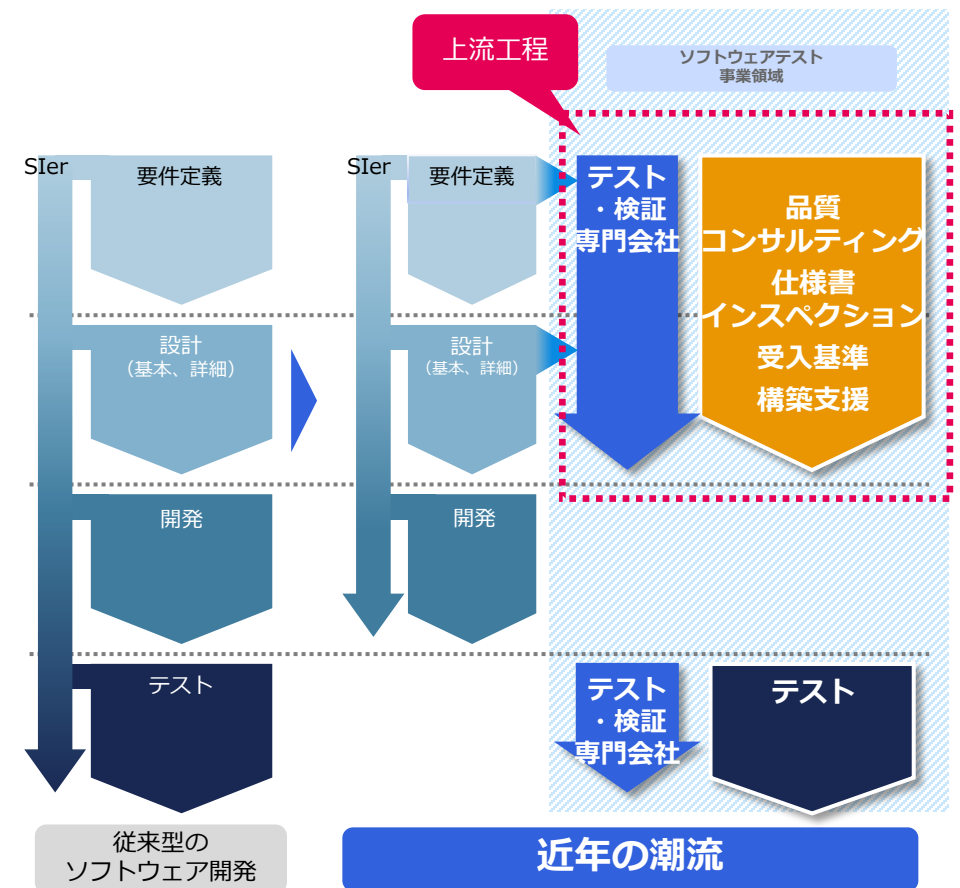 上流工程
ソフトウェアテスト
事業領域
SIer
要件定義
設計
（基本、詳細）
開発
テスト
従来型の
ソフトウェア開発
SIer
要件定義
設計
（基本、詳細）
開発
テスト
・検証
専門会社
品質
コンサルティング
仕様書
インスペクション
受入基準
構築支援
テスト
・検証
専門会社
テスト
近年の潮流